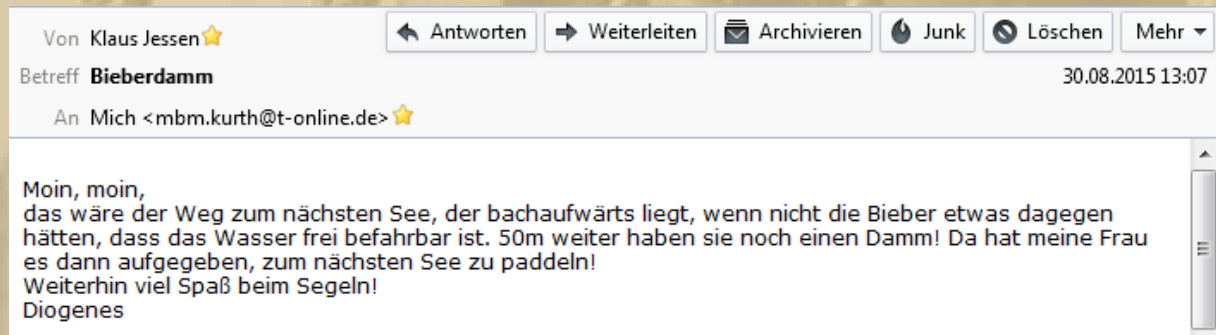 Von Klaus Jessen Antworten Weiterleiten Archivieren Junk Löschen Mehr
Betreff Bieberdamm 30.08.2015 13:07
An Mich <mbm.kurth@t-online.de>
Moin, moin,
das wäre der Weg zum nächsten See, der bachaufwärts liegt, wenn nicht die Bieber etwas dagegen
hätten, dass das Wasser frei befahrbar ist. 50m weiter haben sie noch einen Damm! Da hat meine Frau
es dann aufgegeben, zum nächsten See zu paddeln!
Weiterhin viel Spaß beim Segeln!
Diogenes